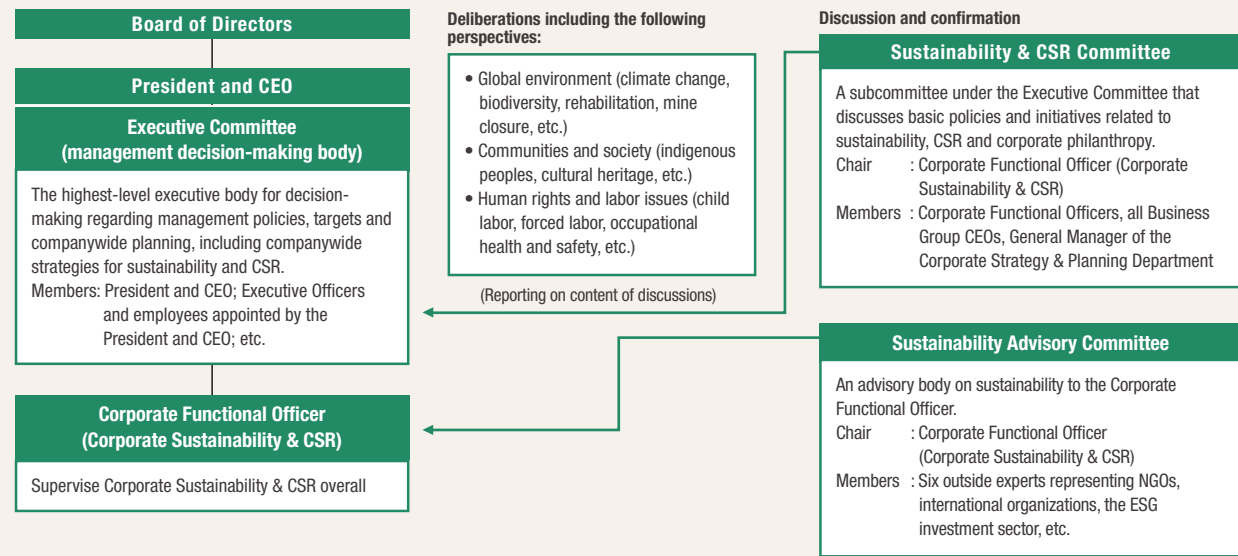 Board of Directors
President and CEO
Executive Committee
(management decision-making body)
The highest-level executive body for decision-
making regarding management policies, targets and
companywide planning, including companywide
strategies for sustainability and CSR.
Members: President and CEO; Executive Officers
and employees appointed by the
President and CEO; etc.
Corporate Functional Officer
(Corporate Sustainability & CSR)
Supervise Corporate Sustainability & CSR overall
Deliberations including the following
perspectives:
• Global environment (climate change,
biodiversity, rehabilitation, mine
closure, etc.)
• Communities and society (indigenous
peoples, cultural heritage, etc.)
• Human rights and labor issues (child
labor, forced labor, occupational
health and safety, etc.)
(Reporting on content of discussions)
Discussion and confirmation
Sustainability & CSR Committee
A subcommittee under the Executive Committee that
discusses basic policies and initiatives related to
sustainability, CSR and corporate philanthropy.
Chair : Corporate Functional Officer (Corporate
Sustainability & CSR)
Members : Corporate Functional Officers, all Business
Group CEOs, General Manager of the
Corporate Strategy & Planning Department
Sustainability Advisory Committee
An advisory body on sustainability to the Corporate
Functional Officer.
Chair : Corporate Functional Officer
(Corporate Sustainability & CSR)
Members : Six outside experts representing NGOs,
international organizations, the ESG
investment sector, etc.